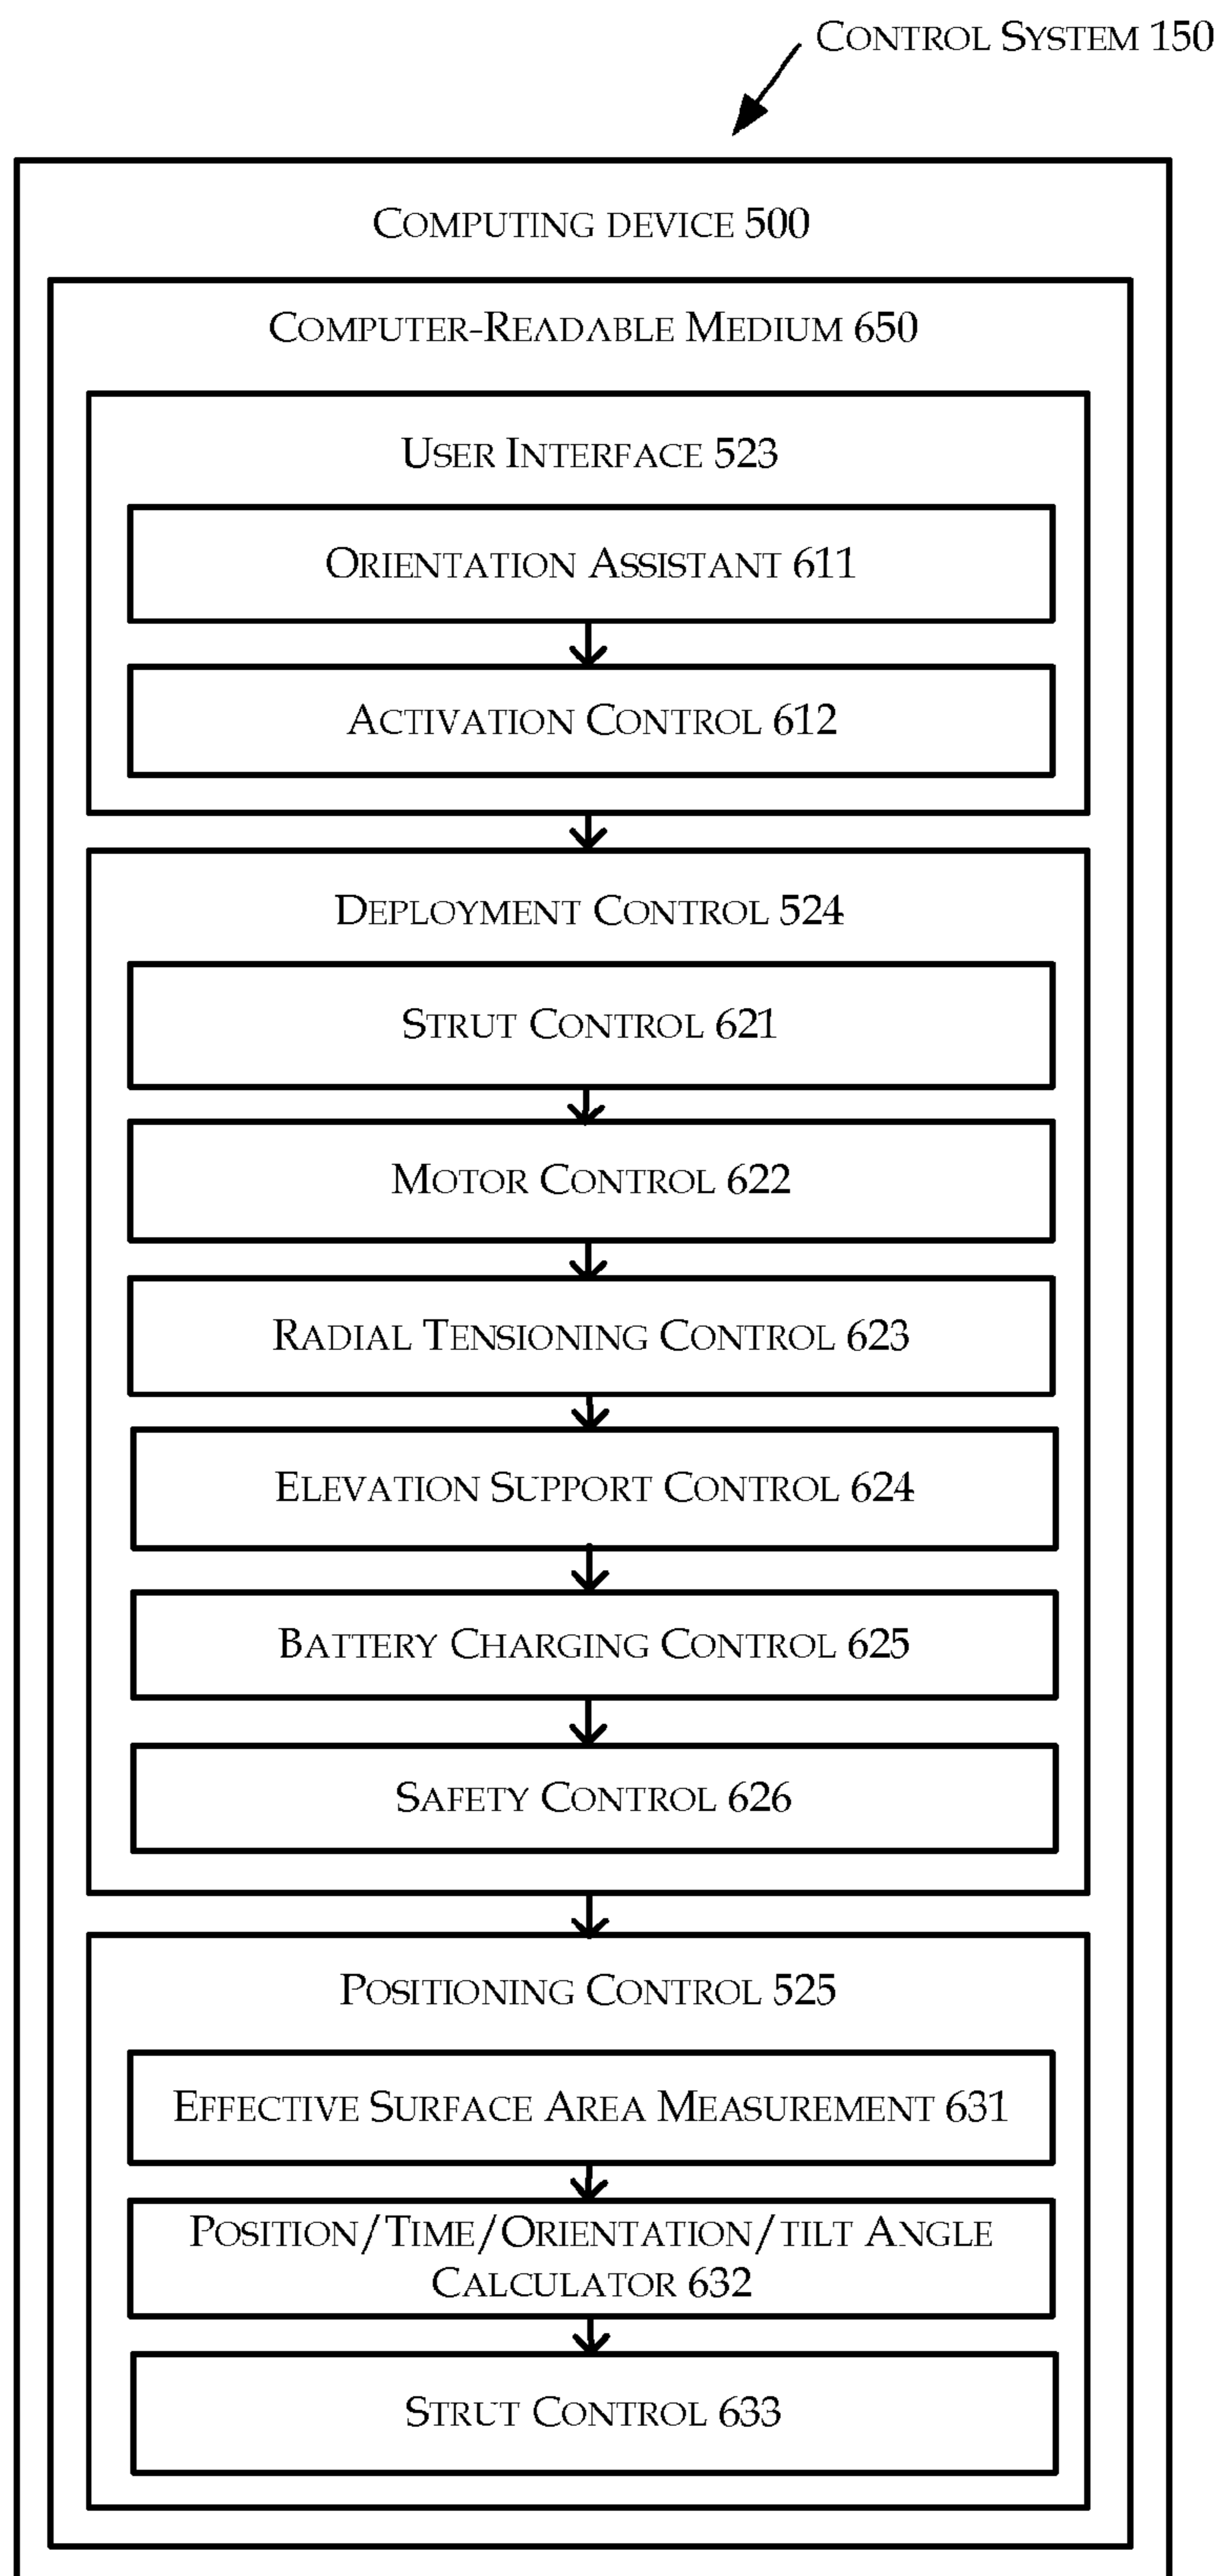 Control System 150
Computing device 500
Computer-Readable Medium 650
User Interface 523
Orientation Assistant 611
Activation Control 612
Deployment Control 524
Strut Control 621
Motor Control 622
Radial Tensioning Control 623
Elevation Support Control 624
Battery Charging Control 625
Safety Control 626
Positioning Control 525
Effective Surface Area Measurement 631
Position/Time/Orientation/tilt Angle
Calculator 632
Strut Control 633